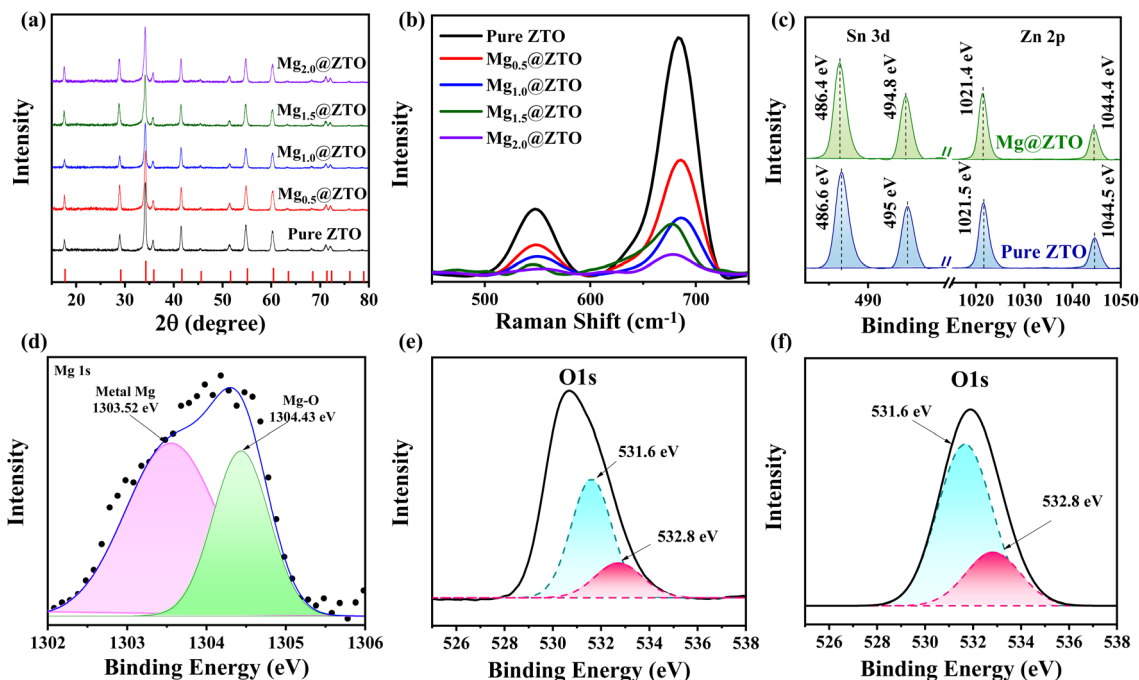 (a)
Intensity
Mg2.0@ZTO
Mg1.5@ZTO
Mg1.0@ZTO
Mg0.5@ZTO
Pure ZTO
15 20 25 30 35 40 45 50 55 60 65 70 75 80
2θ (degree)
(b)
Intensity
Pure ZTO
Mg0.5@ZTO
Mg1.0@ZTO
Mg1.5@ZTO
Mg2.0@ZTO
500 600 700
Raman Shift (cm-1)
(c)
Intensity
Sn 3d Zn 2p
486.4 eV
494.8 eV
1021.4 eV
1044.4 eV
Mg@ZTO
486.6 eV
495 eV
1021.5 eV
1044.5 eV
Pure ZTO
490 1020 1030 1040 1050
Binding Energy (eV)
(d)
Intensity
Mg 1s
Metal Mg
1303.52 eV
Mg-O
1304.43 eV
1302 1303 1304 1305 1306
Binding Energy (eV)
(e)
Intensity
O1s
531.6 eV
532.8 eV
526 528 530 532 534 536 538
Binding Energy (eV)
(f)
Intensity
O1s
531.6 eV
532.8 eV
526 528 530 532 534 536 538
Binding Energy (eV)